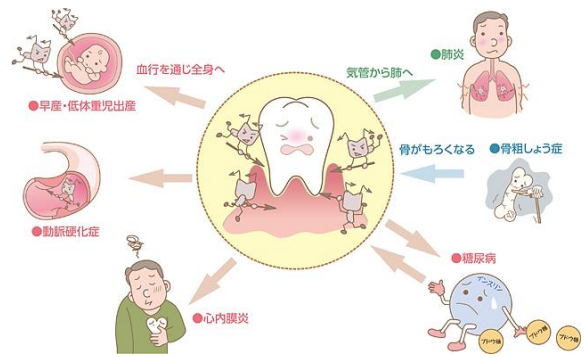 血行を通じ全身へ
気管から肺へ
●肺炎
●早産・低体重児出産
骨がもろくなる
●骨粗しょう症
●動脈硬化症
●糖尿病
●心内膜炎
インスリン
ブドウ糖
ブドウ糖
ブドウ糖